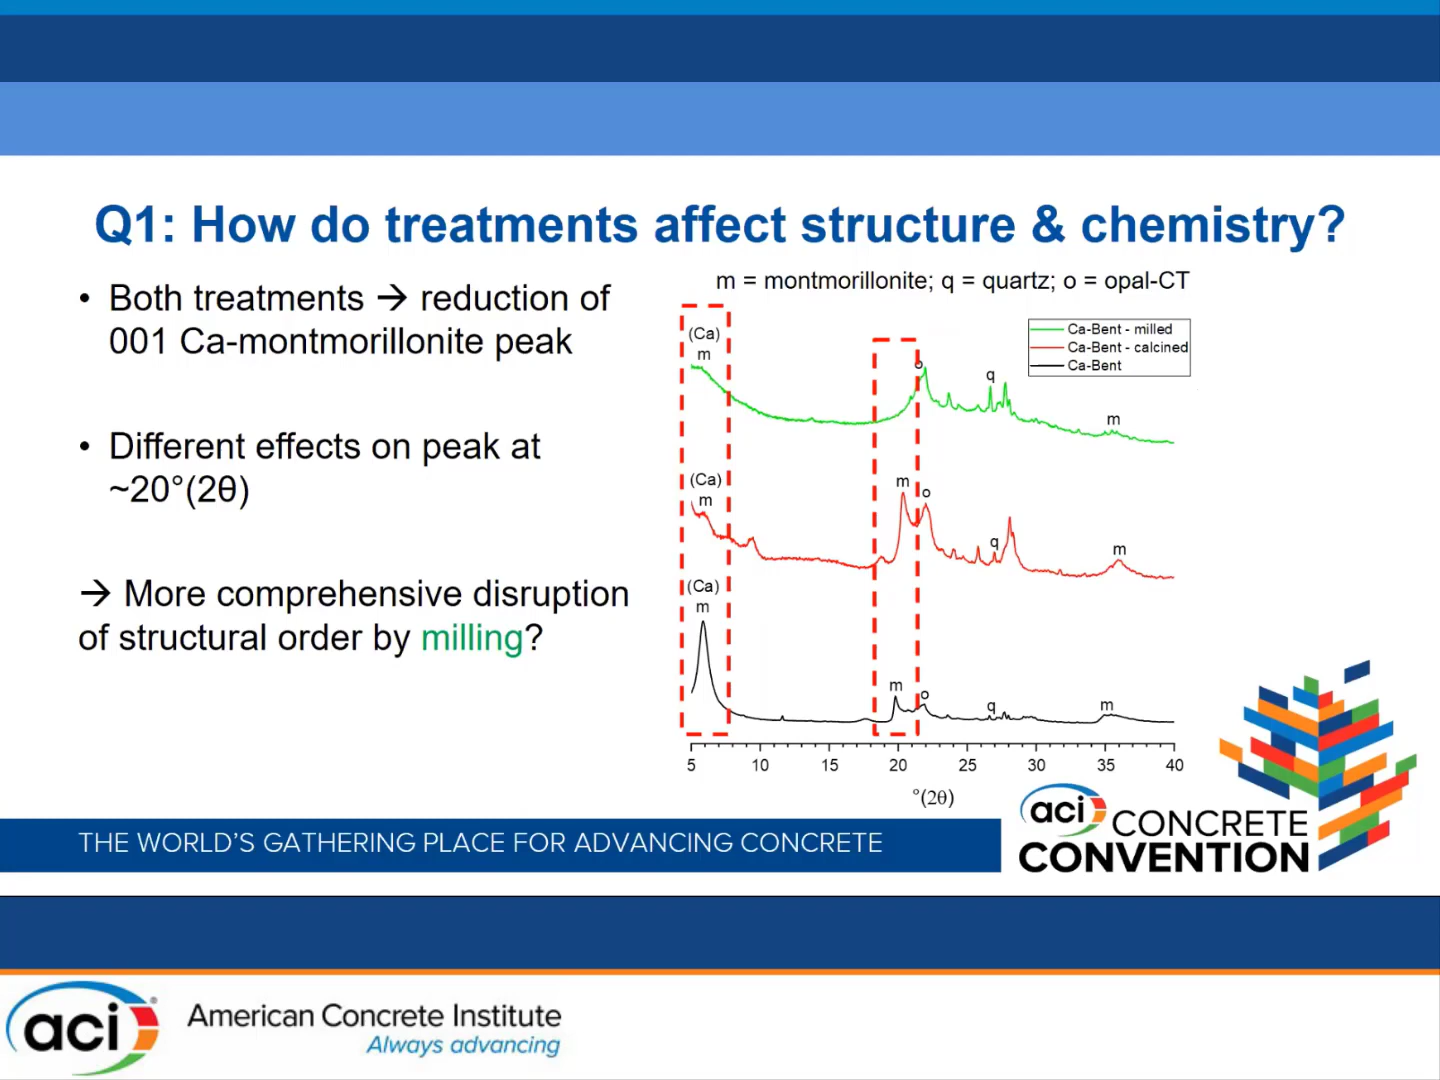 Q1: How do treatments affect structure & chemistry?
• Both treatments → reduction of
001 Ca-montmorillonite peak
• Different effects on peak at
~20°(2θ)
→ More comprehensive disruption
of structural order by milling?
m = montmorillonite; q = quartz; o = opal-CT
Ca-Bent - milled
Ca-Bent - calcined
Ca-Bent
(Ca)
m
o
q
m
(Ca)
m
m
o
q
m
(Ca)
m
m
o
q
m
5 10 15 20 25 30 35 40
°(2θ)
THE WORLD'S GATHERING PLACE FOR ADVANCING CONCRETE
aci CONCRETE
CONVENTION
aci
American Concrete Institute
Always advancing